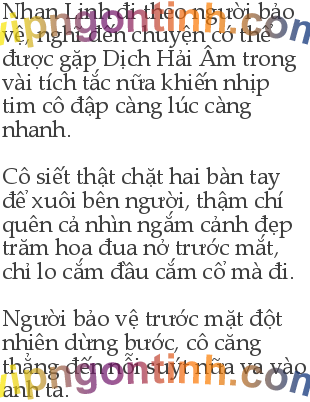 Nhan Linh đi theo người bảo
vệ, nghĩ đến chuyện có thể
được gặp Dịch Hải Âm trong
vài tích tắc nữa khiến nhịp
tim cô đập càng lúc càng
nhanh.
Cô siết thật chặt hai bàn tay
để xuôi bên người, thậm chí
quên cả nhìn ngắm cảnh đẹp
trăm hoa đua nở trước mắt,
chỉ lo cắm đầu cắm cổ mà đi.
Người bảo vệ trước mặt đột
nhiên dừng bước, cô căng
thẳng đến nỗi suýt nữa va vào
anh ta.
vipngontinh.com
vipngontinh.com